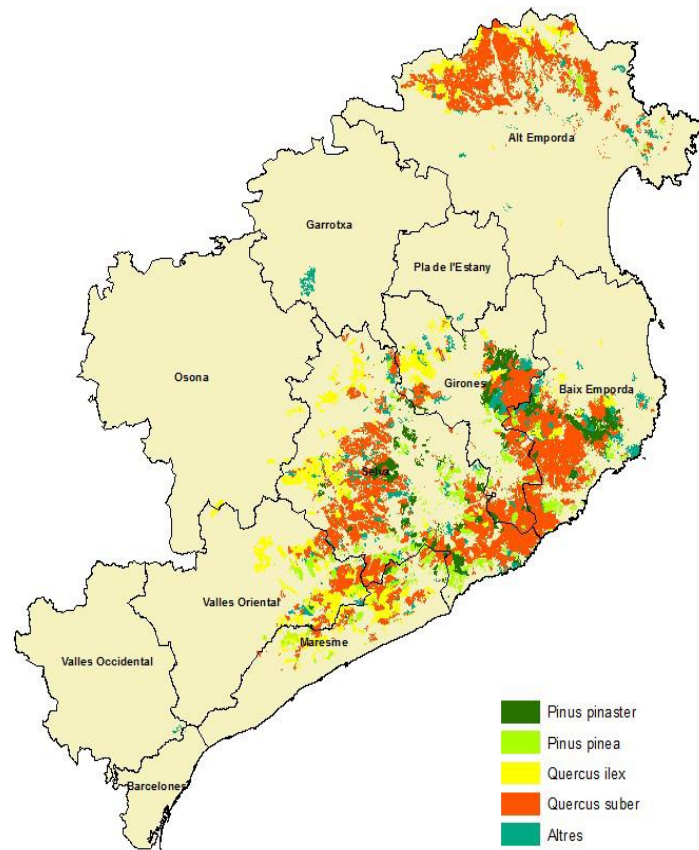 Alt Emporda
Garrotxa
Pla de l'Estany
Osona
Girones
Baix Emporda
Selva
Valles Oriental
Maresme
Valles Occidental
Barcelones
Pinus pinaster
Pinus pinea
Quercus ilex
Quercus suber
Altres